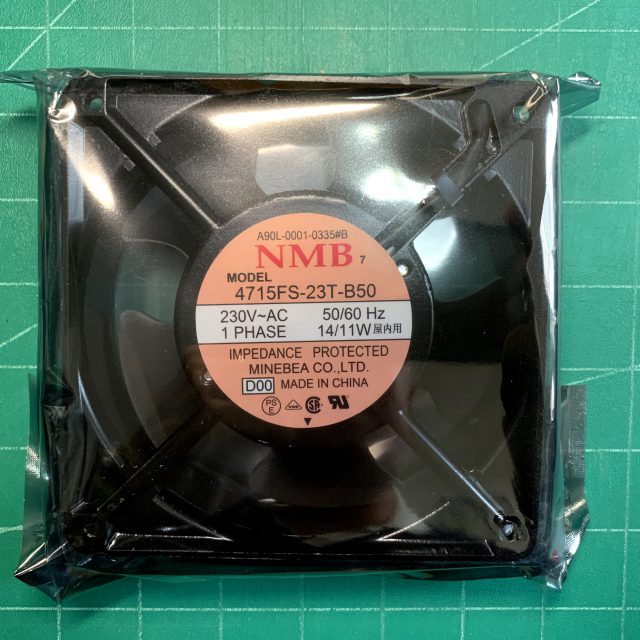 A90L-0001-0335#B
NMB 7
MODEL
4715FS-23T-B50
230V~AC 50/60 Hz
1 PHASE 14/11W 屋内用
IMPEDANCE PROTECTED
MINEBEA CO.,LTD.
D00 MADE IN CHINA
PS
E